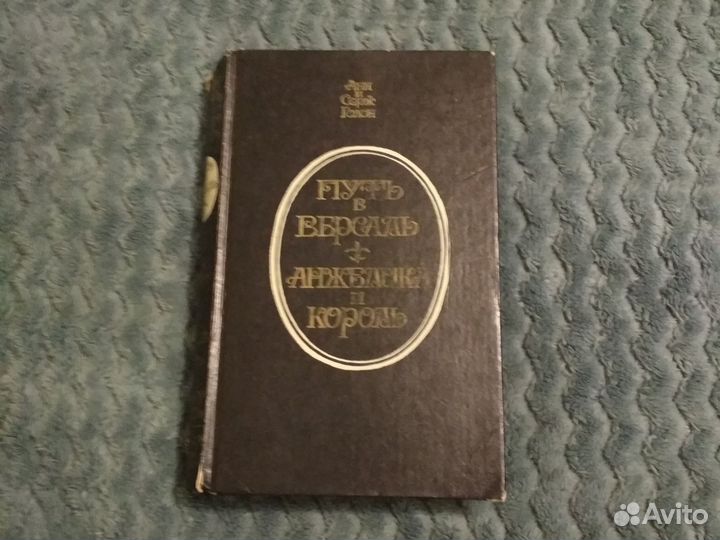 Анн
и
Серж
Голон
ПУТЬ
в
ВЕРСАЛЬ
АНЖЕЛИКА
и
КОРОЛЬ
Avito